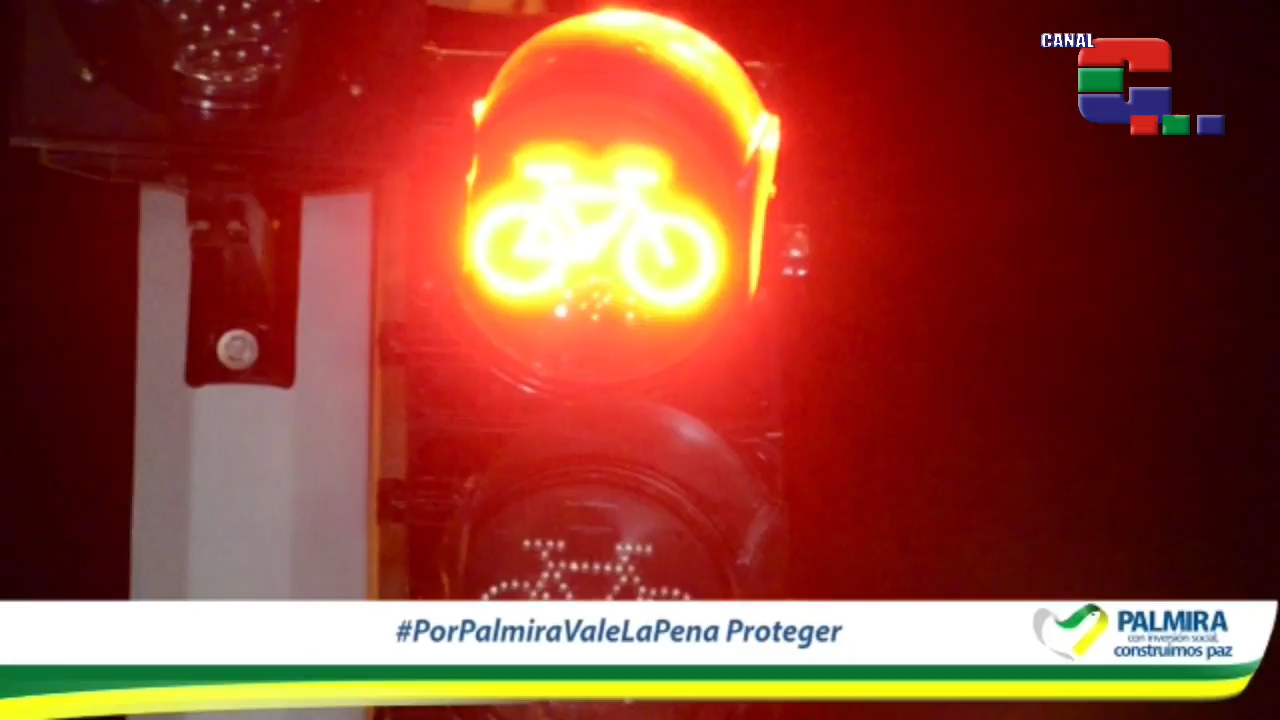 CANAL
#PorPalmiraValeLaPena Proteger
PALMIRA
con inversión social,
construimos paz